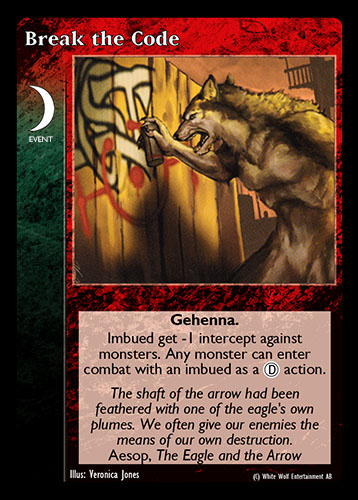 Break the Code
EVENT
Gehenna.
Imbued get -1 intercept against
monsters. Any monster can enter
combat with an imbued as a Ⓓ action.
The shaft of the arrow had been
feathered with one of the eagle's own
plumes. We often give our enemies the
means of our own destruction.
Aesop, The Eagle and the Arrow
Illus: Veronica Jones
(C) White Wolf Entertainment AB